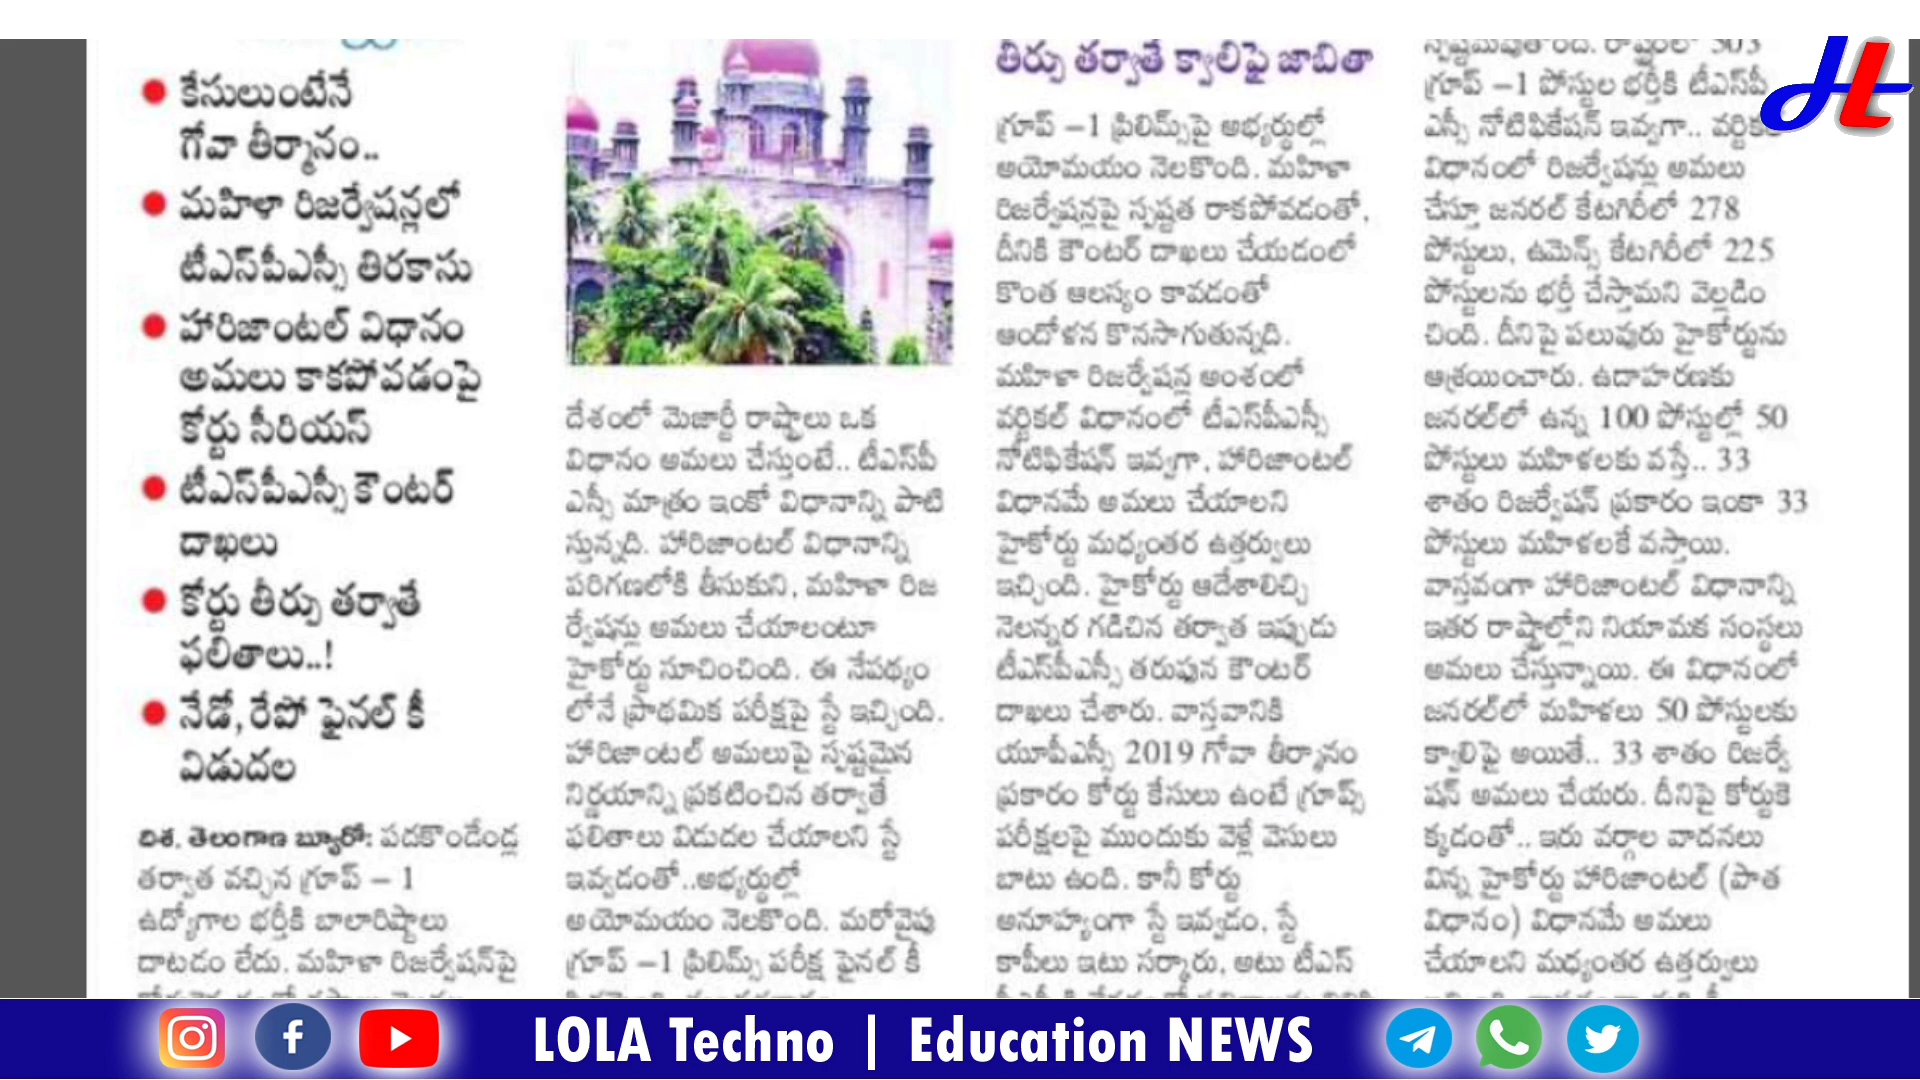 కేసులుంటేనే
గోవా తీర్మానం..
మహిళా రిజర్వేషన్లలో
టీఎస్‌పీఎస్సీ తిరకాసు
హారిజాంటల్ విధానం
అమలు కాకపోవడంపై
కోర్టు సీరియస్
టీఎస్‌పీఎస్సీ కౌంటర్
దాఖలు
కోర్టు తీర్పు తర్వాతే
ఫలితాలు..!
నేడో, రేపో ఫైనల్ కీ
విడుదల
దిశ, తెలంగాణ బ్యూరో: పదకొండేండ్ల
తర్వాత వచ్చిన గ్రూప్ – 1
ఉద్యోగాల భర్తీకి బాలారిష్టాలు
దాటడం లేదు. మహిళా రిజర్వేషన్‌పై
దేశంలో మెజార్టీ రాష్ట్రాలు ఒక
విధానం అమలు చేస్తుంటే.. టీఎస్‌పీ
ఎస్సీ మాత్రం ఇంకో విధానాన్ని పాటి
స్తున్నది. హారిజాంటల్ విధానాన్ని
పరిగణలోకి తీసుకుని, మహిళా రిజ
ర్వేషన్లు అమలు చేయాలంటూ
హైకోర్టు సూచించింది. ఈ నేపథ్యం
లోనే ప్రాథమిక పరీక్షపై స్టే ఇచ్చింది.
హారిజాంటల్ అమలుపై స్పష్టమైన
నిర్ణయాన్ని ప్రకటించిన తర్వాతే
ఫలితాలు విడుదల చేయాలని స్టే
ఇవ్వడంతో..అభ్యర్థుల్లో
అయోమయం నెలకొంది. మరోవైపు
గ్రూప్ –1 ప్రిలిమ్స్ పరీక్ష ఫైనల్ కీ
తీర్పు తర్వాతే క్వాలిఫై జాబితా
గ్రూప్ –1 ప్రిలిమ్స్‌పై అభ్యర్థుల్లో
అయోమయం నెలకొంది. మహిళా
రిజర్వేషన్లపై స్పష్టత రాకపోవడంతో,
దీనికి కౌంటర్ దాఖలు చేయడంలో
కొంత ఆలస్యం కావడంతో
ఆందోళన కొనసాగుతున్నది.
మహిళా రిజర్వేషన్ల అంశంలో
వర్టికల్ విధానంలో టీఎస్‌పీఎస్సీ
నోటిఫికేషన్ ఇవ్వగా, హారిజాంటల్
విధానమే అమలు చేయాలని
హైకోర్టు మధ్యంతర ఉత్తర్వులు
ఇచ్చింది. హైకోర్టు ఆదేశాలిచ్చి
నెలన్నర గడిచిన తర్వాత ఇప్పుడు
టీఎస్‌పీఎస్సీ తరుఫున కౌంటర్
దాఖలు చేశారు. వాస్తవానికి
యూపీఎస్సీ 2019 గోవా తీర్మానం
ప్రకారం కోర్టు కేసులు ఉంటే గ్రూప్స్
పరీక్షలపై ముందుకు వెళ్లే వెసులు
బాటు ఉంది. కానీ కోర్టు
అనూహ్యంగా స్టే ఇవ్వడం, స్టే
కాపీలు ఇటు సర్కారు, అటు టీఎస్
స్పష్టమవుతోంది. రాష్ట్రంలో 503
గ్రూప్ –1 పోస్టుల భర్తీకి టీఎస్‌పీ
ఎస్సీ నోటిఫికేషన్ ఇవ్వగా.. వర్టికల్
విధానంలో రిజర్వేషన్లు అమలు
చేస్తూ జనరల్ కేటగిరీలో 278
పోస్టులు, ఉమెన్స్ కేటగిరీలో 225
పోస్టులను భర్తీ చేస్తామని వెల్లడిం
చింది. దీనిపై పలువురు హైకోర్టును
ఆశ్రయించారు. ఉదాహరణకు
జనరల్‌లో ఉన్న 100 పోస్టుల్లో 50
పోస్టులు మహిళలకు వస్తే.. 33
శాతం రిజర్వేషన్ ప్రకారం ఇంకా 33
పోస్టులు మహిళలకే వస్తాయి.
వాస్తవంగా హారిజాంటల్ విధానాన్ని
ఇతర రాష్ట్రాల్లోని నియామక సంస్థలు
అమలు చేస్తున్నాయి. ఈ విధానంలో
జనరల్‌లో మహిళలు 50 పోస్టులకు
క్వాలిఫై అయితే.. 33 శాతం రిజర్వే
షన్ అమలు చేయరు. దీనిపై కోర్టుకె
క్కడంతో.. ఇరు వర్గాల వాదనలు
విన్న హైకోర్టు హారిజాంటల్ (పాత
విధానం) విధానమే అమలు
చేయాలని మధ్యంతర ఉత్తర్వులు
LOLA Techno | Education NEWS